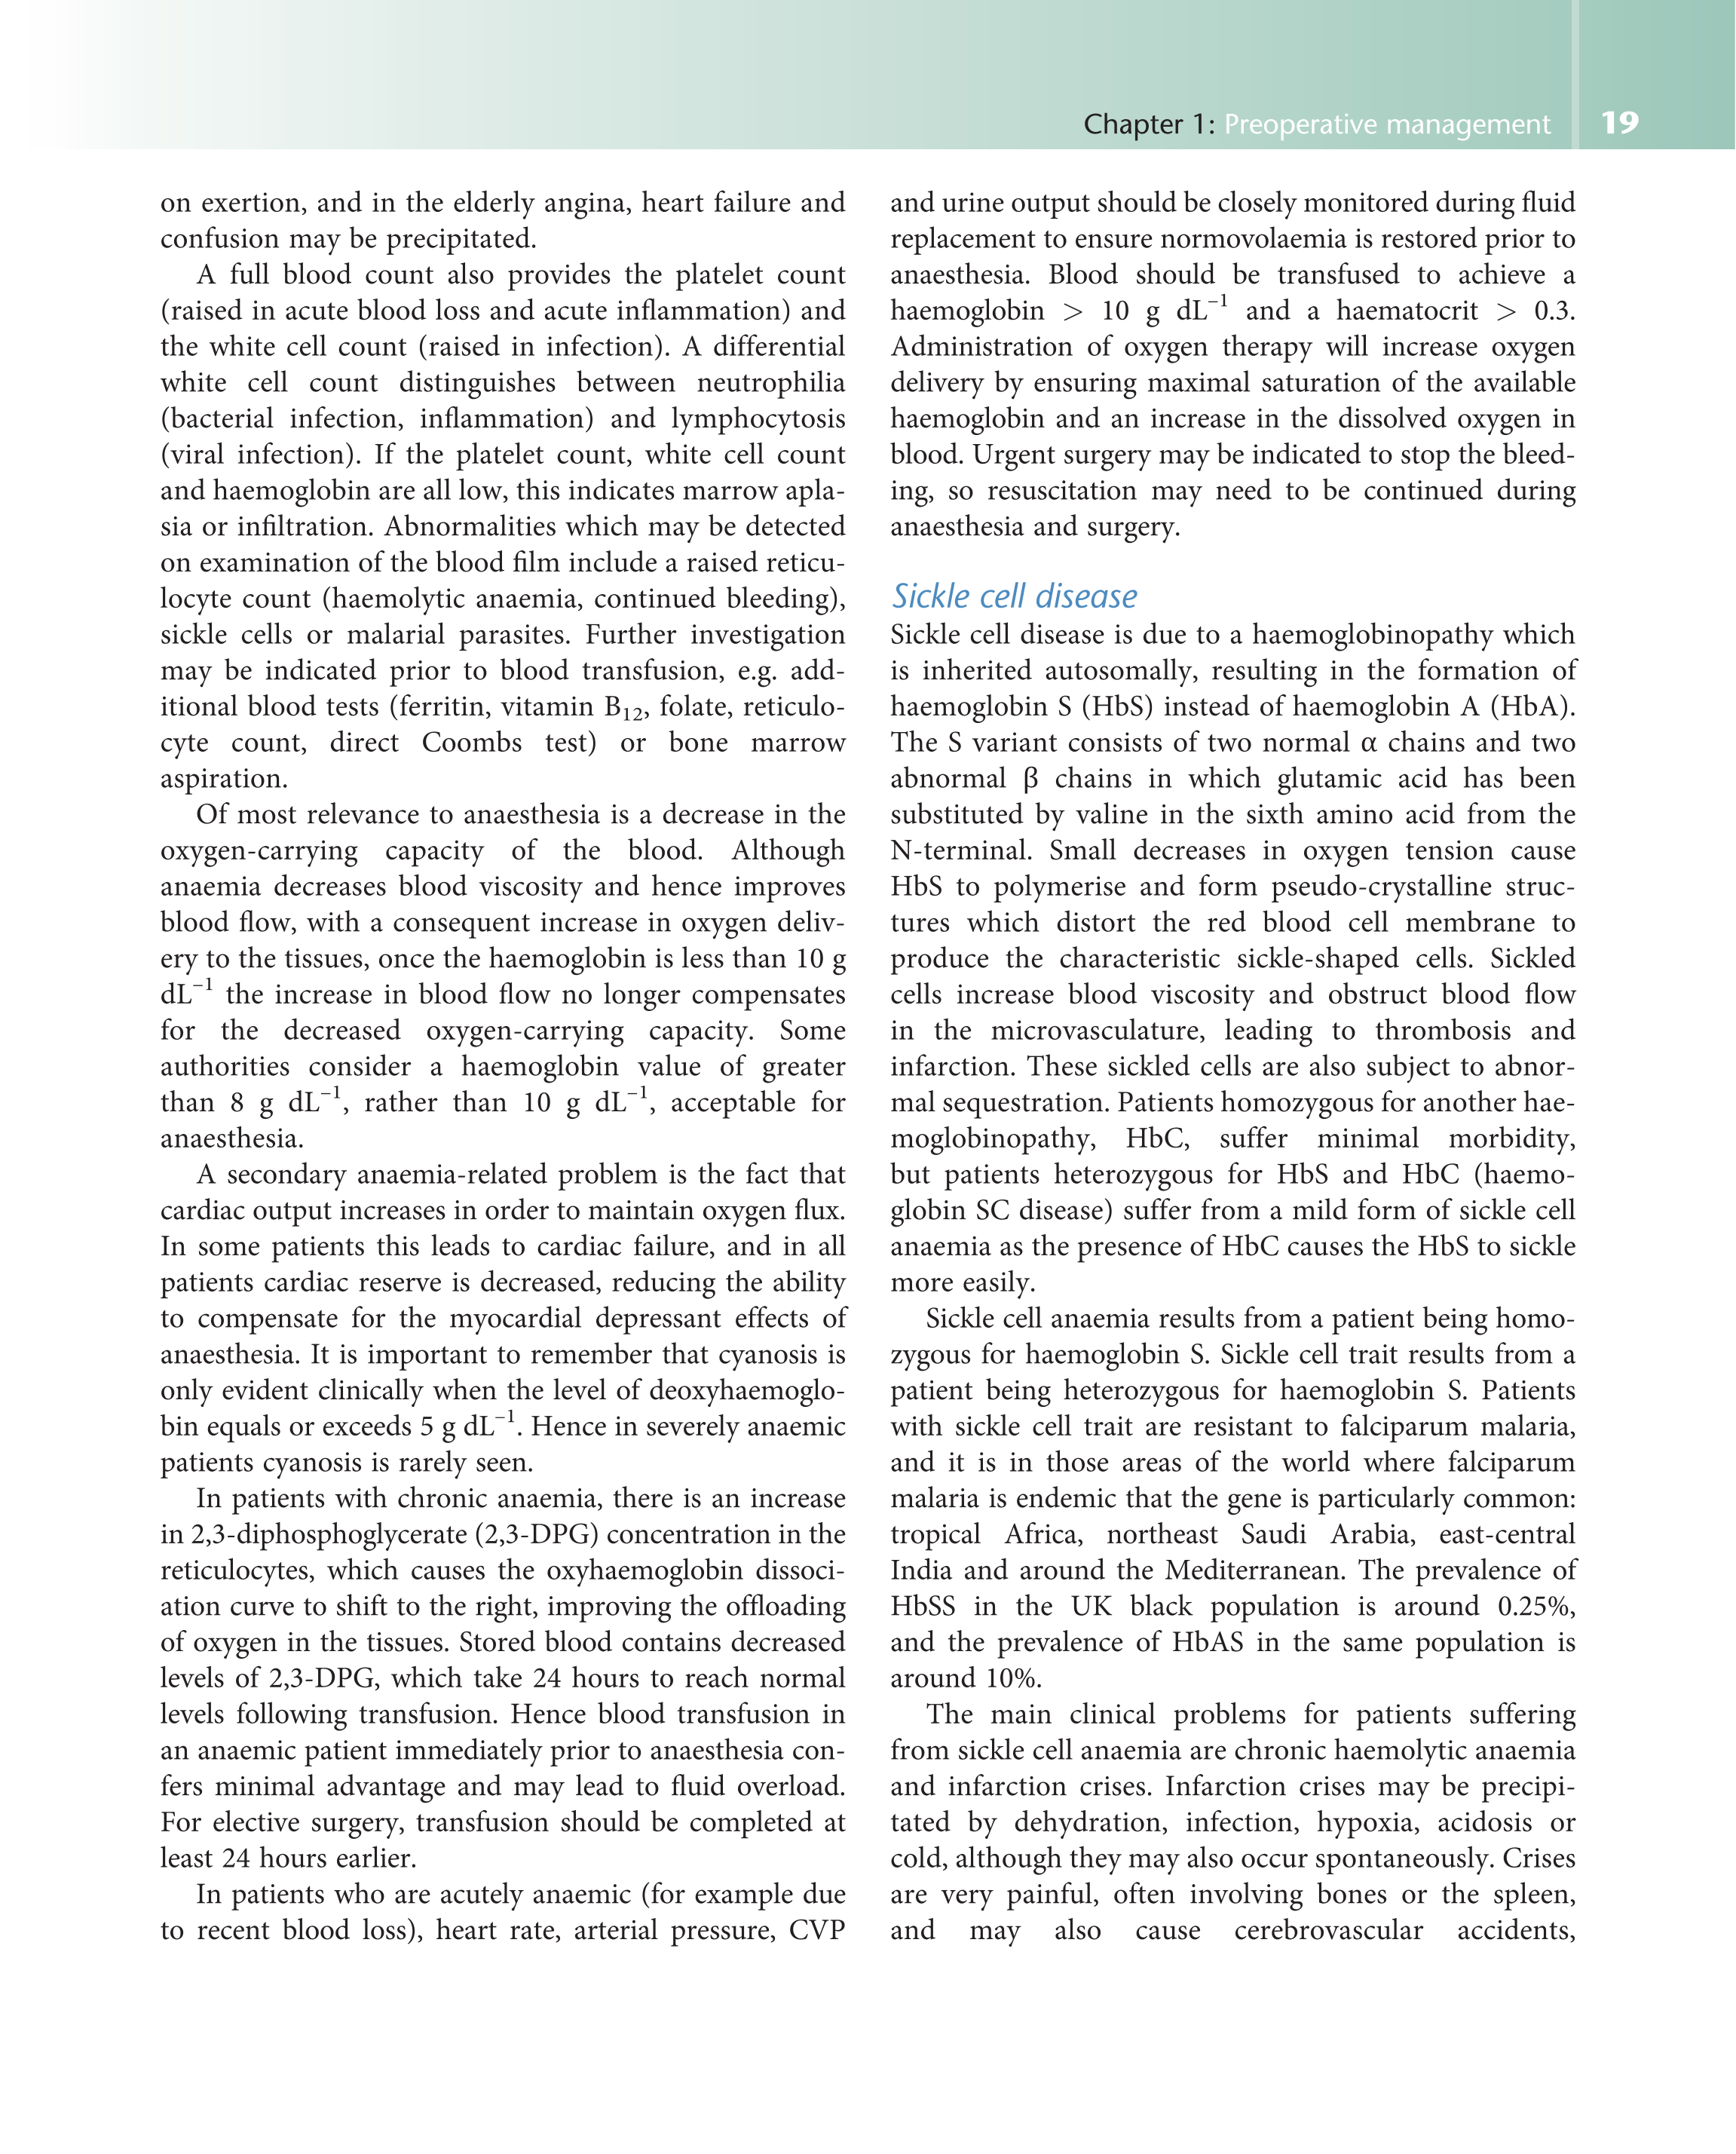 Chapter 1: Preoperative management 19
on exertion, and in the elderly angina, heart failure and
confusion may be precipitated.
A full blood count also provides the platelet count
(raised in acute blood loss and acute inflammation) and
the white cell count (raised in infection). A differential
white cell count distinguishes between neutrophilia
(bacterial infection, inflammation) and lymphocytosis
(viral infection). If the platelet count, white cell count
and haemoglobin are all low, this indicates marrow apla-
sia or infiltration. Abnormalities which may be detected
on examination of the blood film include a raised reticu-
locyte count (haemolytic anaemia, continued bleeding),
sickle cells or malarial parasites. Further investigation
may be indicated prior to blood transfusion, e.g. add-
itional blood tests (ferritin, vitamin B₁₂, folate, reticulo-
cyte count, direct Coombs test) or bone marrow
aspiration.
Of most relevance to anaesthesia is a decrease in the
oxygen-carrying capacity of the blood. Although
anaemia decreases blood viscosity and hence improves
blood flow, with a consequent increase in oxygen deliv-
ery to the tissues, once the haemoglobin is less than 10 g
dL⁻¹ the increase in blood flow no longer compensates
for the decreased oxygen-carrying capacity. Some
authorities consider a haemoglobin value of greater
than 8 g dL⁻¹, rather than 10 g dL⁻¹, acceptable for
anaesthesia.
A secondary anaemia-related problem is the fact that
cardiac output increases in order to maintain oxygen flux.
In some patients this leads to cardiac failure, and in all
patients cardiac reserve is decreased, reducing the ability
to compensate for the myocardial depressant effects of
anaesthesia. It is important to remember that cyanosis is
only evident clinically when the level of deoxyhaemoglo-
bin equals or exceeds 5 g dL⁻¹. Hence in severely anaemic
patients cyanosis is rarely seen.
In patients with chronic anaemia, there is an increase
in 2,3-diphosphoglycerate (2,3-DPG) concentration in the
reticulocytes, which causes the oxyhaemoglobin dissoci-
ation curve to shift to the right, improving the offloading
of oxygen in the tissues. Stored blood contains decreased
levels of 2,3-DPG, which take 24 hours to reach normal
levels following transfusion. Hence blood transfusion in
an anaemic patient immediately prior to anaesthesia con-
fers minimal advantage and may lead to fluid overload.
For elective surgery, transfusion should be completed at
least 24 hours earlier.
In patients who are acutely anaemic (for example due
to recent blood loss), heart rate, arterial pressure, CVP
and urine output should be closely monitored during fluid
replacement to ensure normovolaemia is restored prior to
anaesthesia. Blood should be transfused to achieve a
haemoglobin > 10 g dL⁻¹ and a haematocrit > 0.3.
Administration of oxygen therapy will increase oxygen
delivery by ensuring maximal saturation of the available
haemoglobin and an increase in the dissolved oxygen in
blood. Urgent surgery may be indicated to stop the bleed-
ing, so resuscitation may need to be continued during
anaesthesia and surgery.
Sickle cell disease
Sickle cell disease is due to a haemoglobinopathy which
is inherited autosomally, resulting in the formation of
haemoglobin S (HbS) instead of haemoglobin A (HbA).
The S variant consists of two normal α chains and two
abnormal β chains in which glutamic acid has been
substituted by valine in the sixth amino acid from the
N-terminal. Small decreases in oxygen tension cause
HbS to polymerise and form pseudo-crystalline struc-
tures which distort the red blood cell membrane to
produce the characteristic sickle-shaped cells. Sickled
cells increase blood viscosity and obstruct blood flow
in the microvasculature, leading to thrombosis and
infarction. These sickled cells are also subject to abnor-
mal sequestration. Patients homozygous for another hae-
moglobinopathy, HbC, suffer minimal morbidity,
but patients heterozygous for HbS and HbC (haemo-
globin SC disease) suffer from a mild form of sickle cell
anaemia as the presence of HbC causes the HbS to sickle
more easily.
Sickle cell anaemia results from a patient being homo-
zygous for haemoglobin S. Sickle cell trait results from a
patient being heterozygous for haemoglobin S. Patients
with sickle cell trait are resistant to falciparum malaria,
and it is in those areas of the world where falciparum
malaria is endemic that the gene is particularly common:
tropical Africa, northeast Saudi Arabia, east-central
India and around the Mediterranean. The prevalence of
HbSS in the UK black population is around 0.25%,
and the prevalence of HbAS in the same population is
around 10%.
The main clinical problems for patients suffering
from sickle cell anaemia are chronic haemolytic anaemia
and infarction crises. Infarction crises may be precipi-
tated by dehydration, infection, hypoxia, acidosis or
cold, although they may also occur spontaneously. Crises
are very painful, often involving bones or the spleen,
and may also cause cerebrovascular accidents,